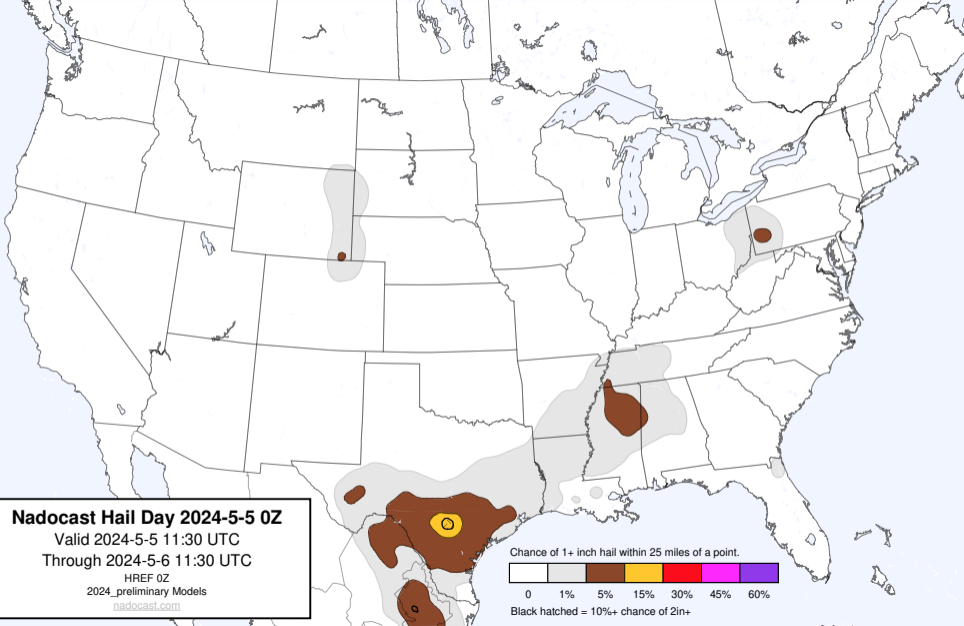 Nadocast Hail Day 2024-5-5 0Z
Valid 2024-5-5 11:30 UTC
Through 2024-5-6 11:30 UTC
HREF 0Z
2024_preliminary Models
nadocast.com
Chance of 1+ inch hail within 25 miles of a point.
0 1% 5% 15% 30% 45% 60%
Black hatched = 10%+ chance of 2in+